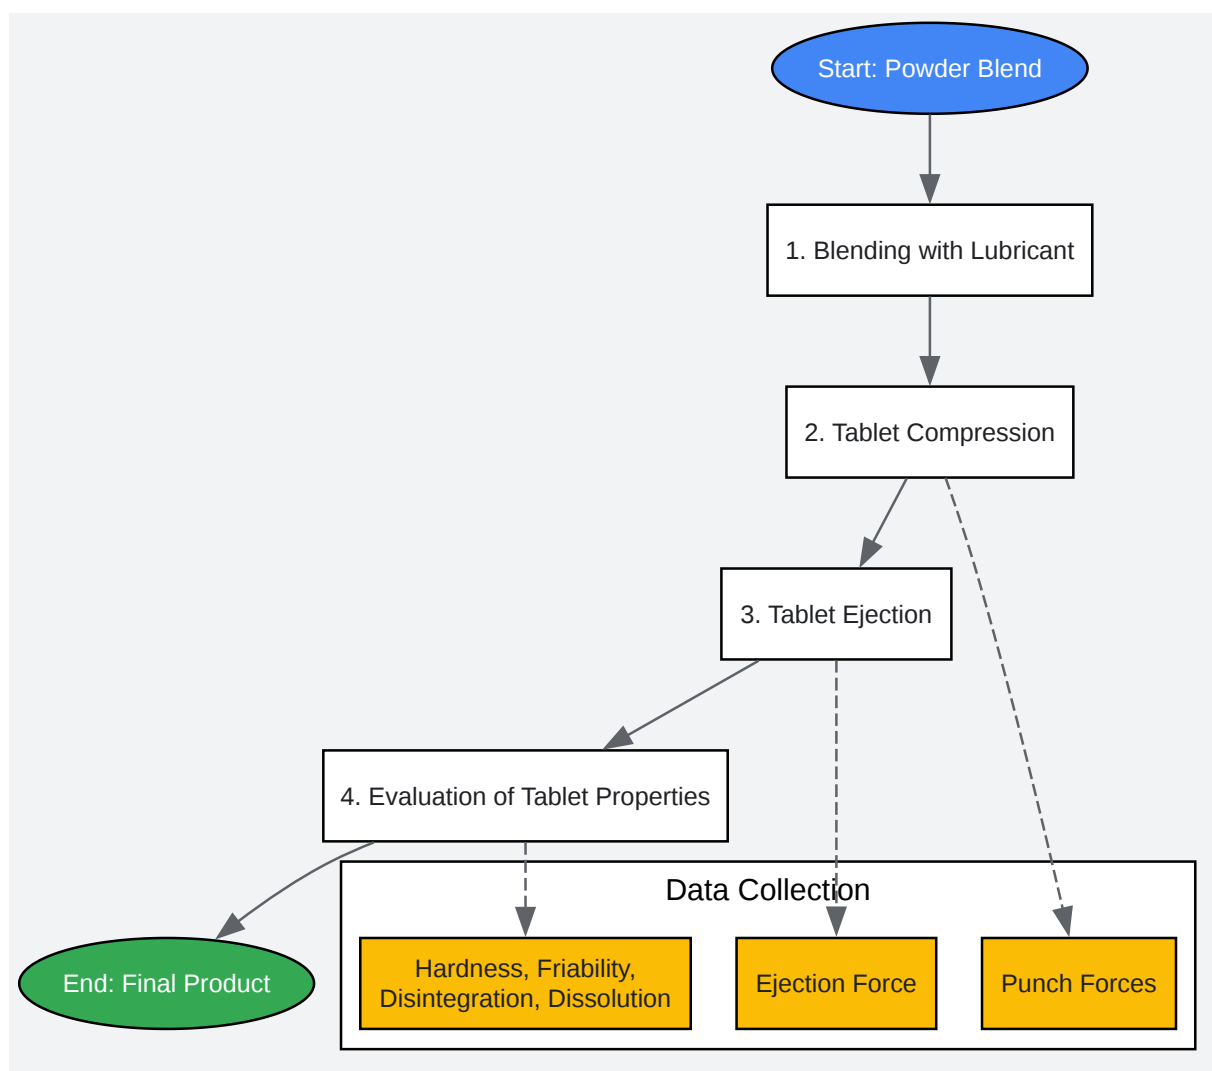 Start: Powder Blend
1. Blending with Lubricant
2. Tablet Compression
3. Tablet Ejection
4. Evaluation of Tablet Properties
Data Collection
End: Final Product
Hardness, Friability,
Disintegration, Dissolution
Ejection Force
Punch Forces